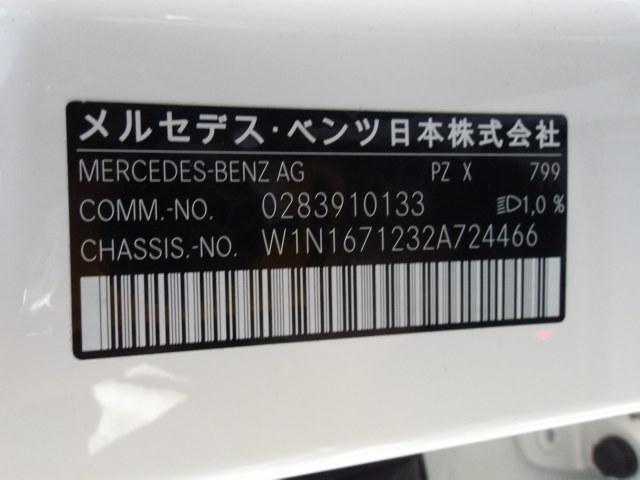 メルセデス・ベンツ日本株式会社
MERCEDES-BENZ AG PZ X 799
COMM.-NO. 0283910133 1,0 %
CHASSIS.-NO. W1N1671232A724466